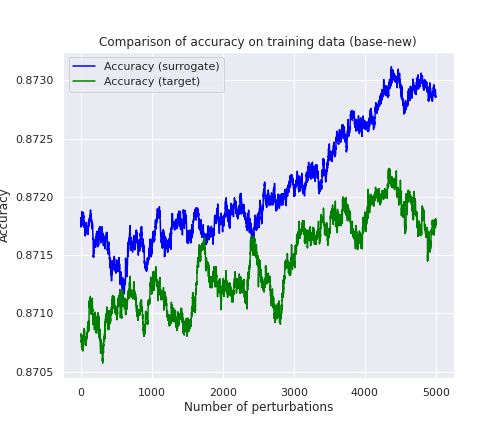 Comparison of accuracy on training data (base-new)
Accuracy (surrogate)
Accuracy (target)
0.8730
0.8725
0.8720
0.8715
0.8710
0.8705
Accuracy
0
1000
2000
3000
4000
5000
Number of perturbations